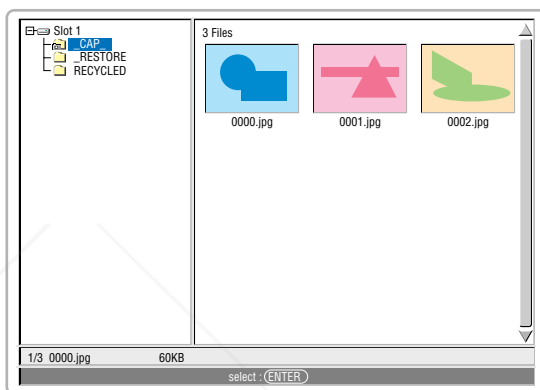 Slot 1
_CAP_
_RESTORE
RECYCLED
3 Files
0000.jpg 0001.jpg 0002.jpg
1/3 0000.jpg 60KB
select : ENTER